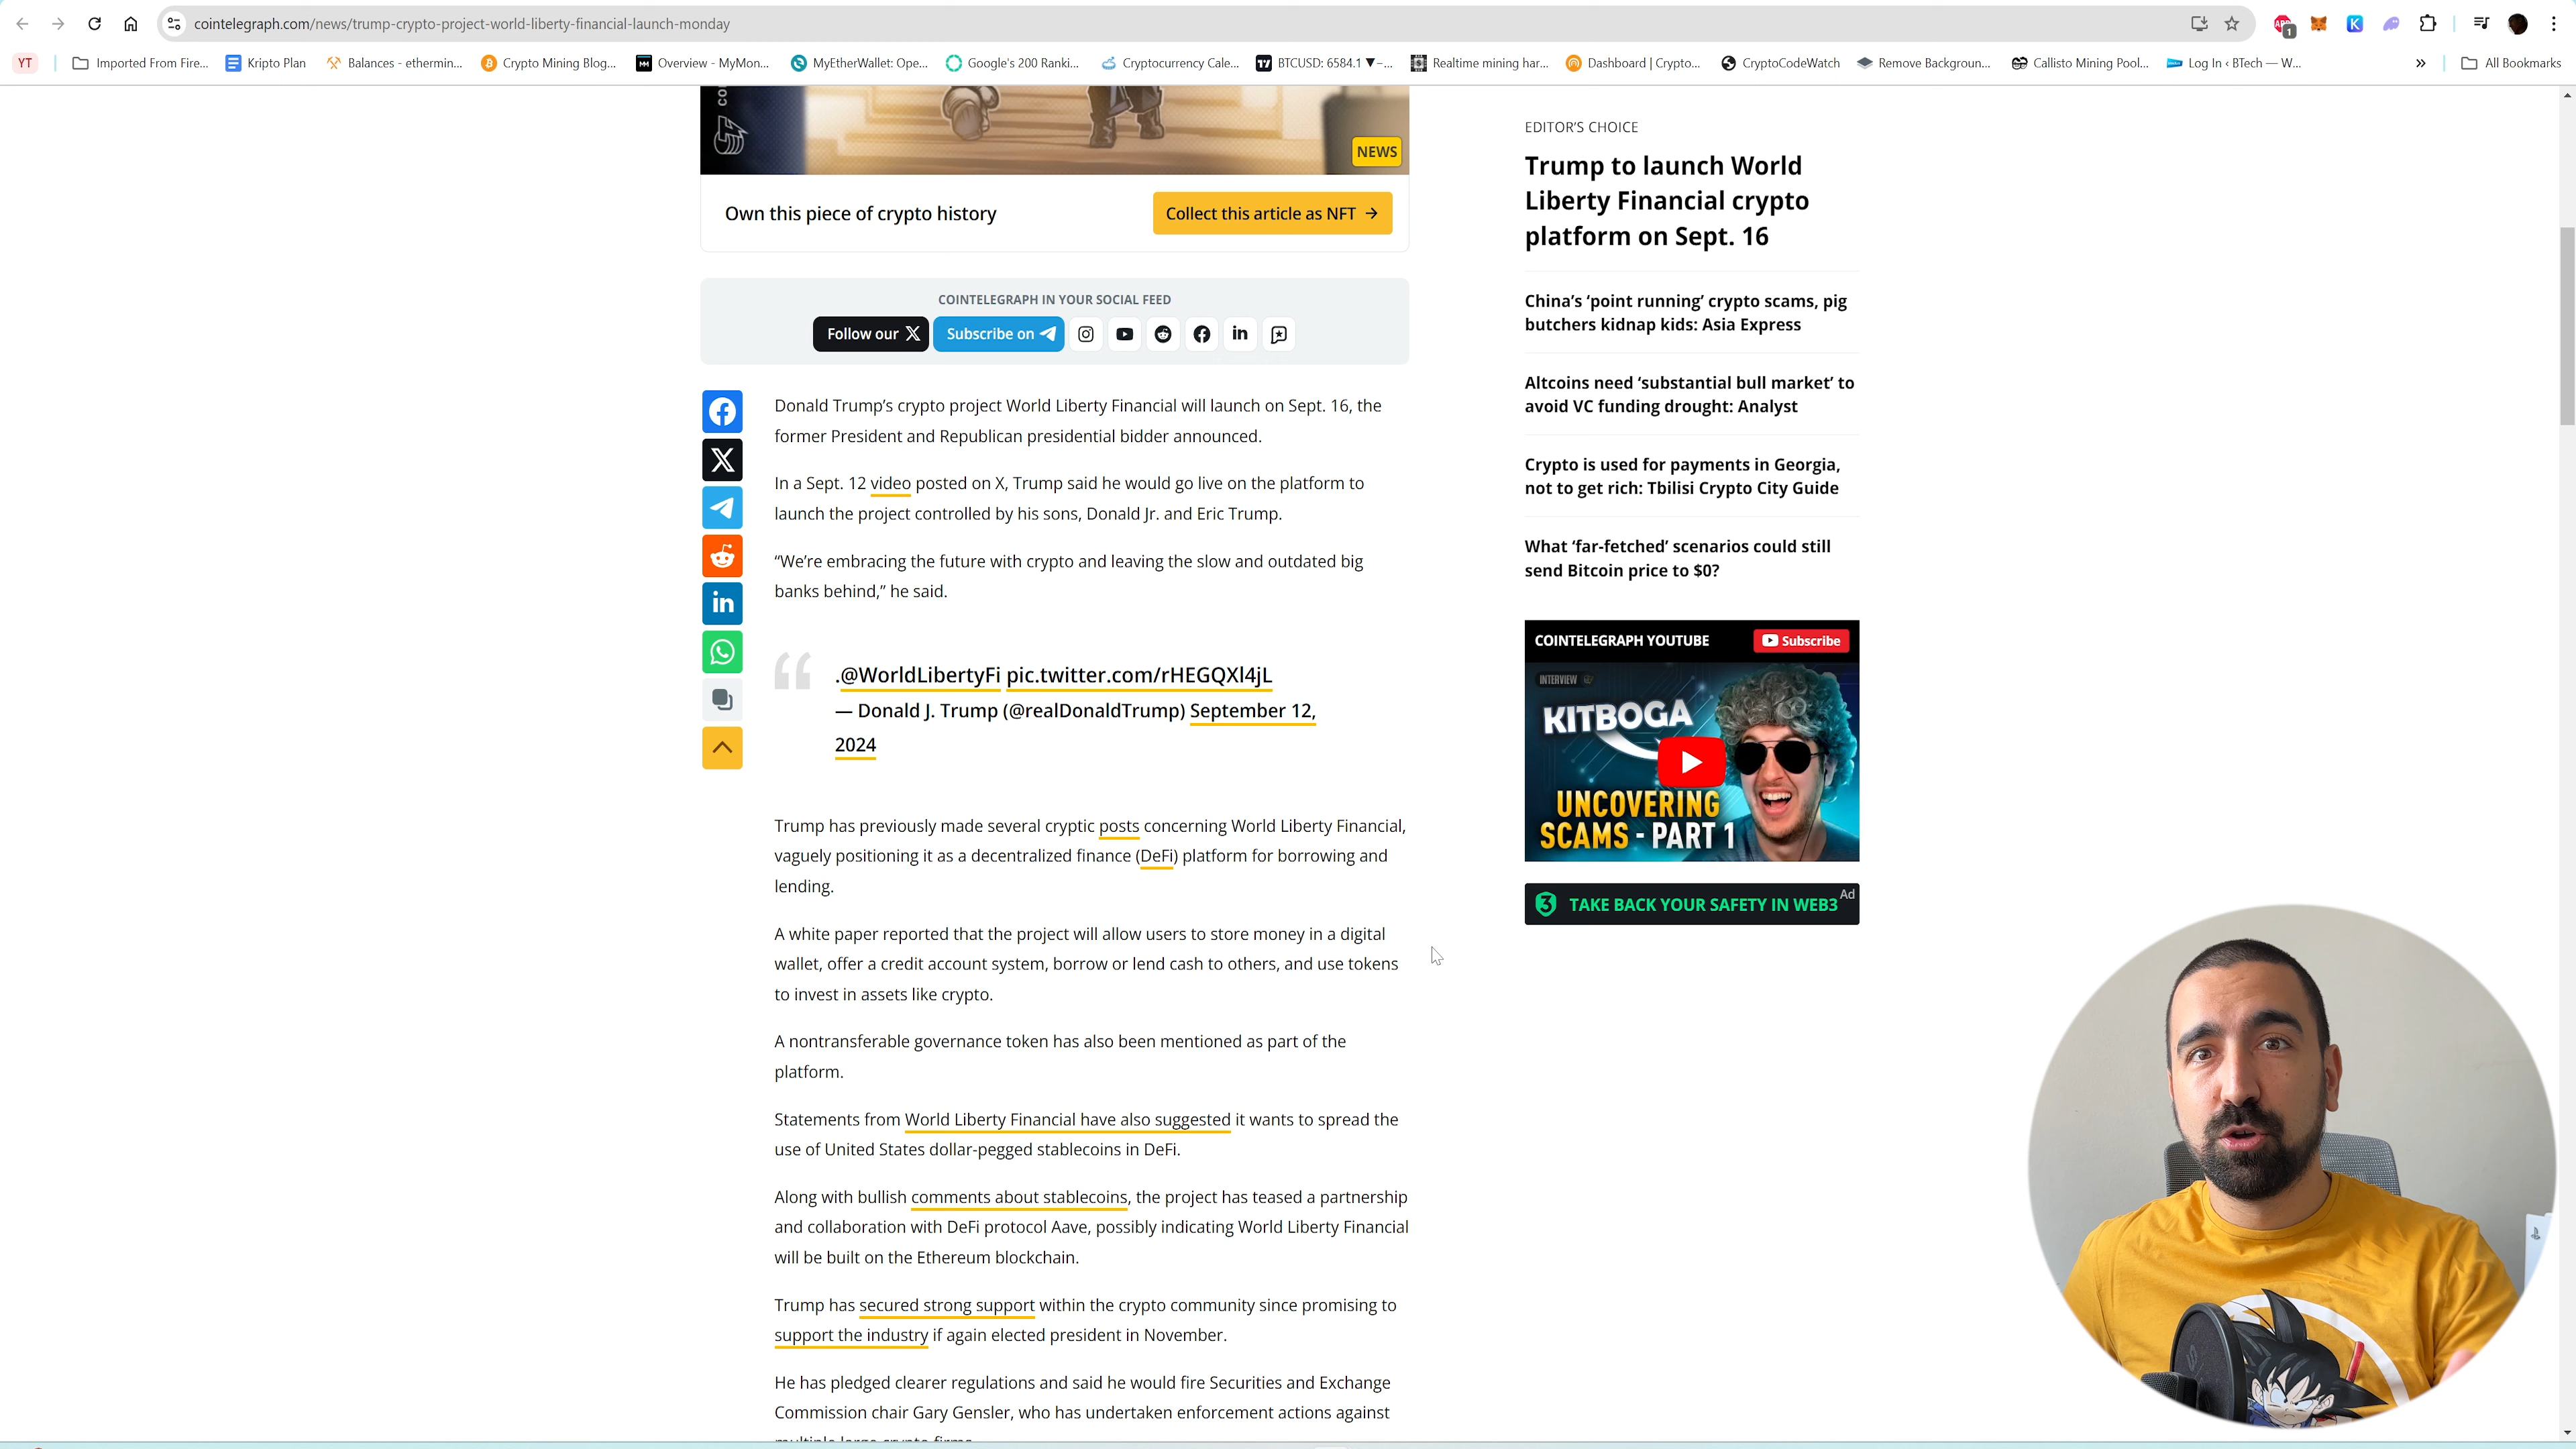 cointelegraph.com/news/trump-crypto-project-world-liberty-financial-launch-monday
1
YT
Imported From Fire...
Kripto Plan
Balances - ethermin...
Crypto Mining Blog...
Overview - MyMon...
MyEtherWallet: Ope...
Google's 200 Ranki...
Cryptocurrency Cale...
BTCUSD: 6584.1 ▼−...
Realtime mining har...
Dashboard | Crypto...
CryptoCodeWatch
Remove Backgroun...
Callisto Mining Pool...
Log In ‹ BTech — W...
»
All Bookmarks
NEWS
Own this piece of crypto history
Collect this article as NFT →
COINTELEGRAPH IN YOUR SOCIAL FEED
Follow our X
Subscribe on
Donald Trump’s crypto project World Liberty Financial will launch on Sept. 16, the
former President and Republican presidential bidder announced.
In a Sept. 12 video posted on X, Trump said he would go live on the platform to
launch the project controlled by his sons, Donald Jr. and Eric Trump.
“We’re embracing the future with crypto and leaving the slow and outdated big
banks behind,” he said.
.@WorldLibertyFi pic.twitter.com/rHEGQXl4jL
— Donald J. Trump (@realDonaldTrump) September 12,
2024
Trump has previously made several cryptic posts concerning World Liberty Financial,
vaguely positioning it as a decentralized finance (DeFi) platform for borrowing and
lending.
A white paper reported that the project will allow users to store money in a digital
wallet, offer a credit account system, borrow or lend cash to others, and use tokens
to invest in assets like crypto.
A nontransferable governance token has also been mentioned as part of the
platform.
Statements from World Liberty Financial have also suggested it wants to spread the
use of United States dollar-pegged stablecoins in DeFi.
Along with bullish comments about stablecoins, the project has teased a partnership
and collaboration with DeFi protocol Aave, possibly indicating World Liberty Financial
will be built on the Ethereum blockchain.
Trump has secured strong support within the crypto community since promising to
support the industry if again elected president in November.
He has pledged clearer regulations and said he would fire Securities and Exchange
Commission chair Gary Gensler, who has undertaken enforcement actions against
EDITOR’S CHOICE
Trump to launch World
Liberty Financial crypto
platform on Sept. 16
China’s ‘point running’ crypto scams, pig
butchers kidnap kids: Asia Express
Altcoins need ‘substantial bull market’ to
avoid VC funding drought: Analyst
Crypto is used for payments in Georgia,
not to get rich: Tbilisi Crypto City Guide
What ‘far-fetched’ scenarios could still
send Bitcoin price to $0?
COINTELEGRAPH YOUTUBE
Subscribe
INTERVIEW
KITBOGA
UNCOVERING
SCAMS - PART 1
TAKE BACK YOUR SAFETY IN WEB3
Ad